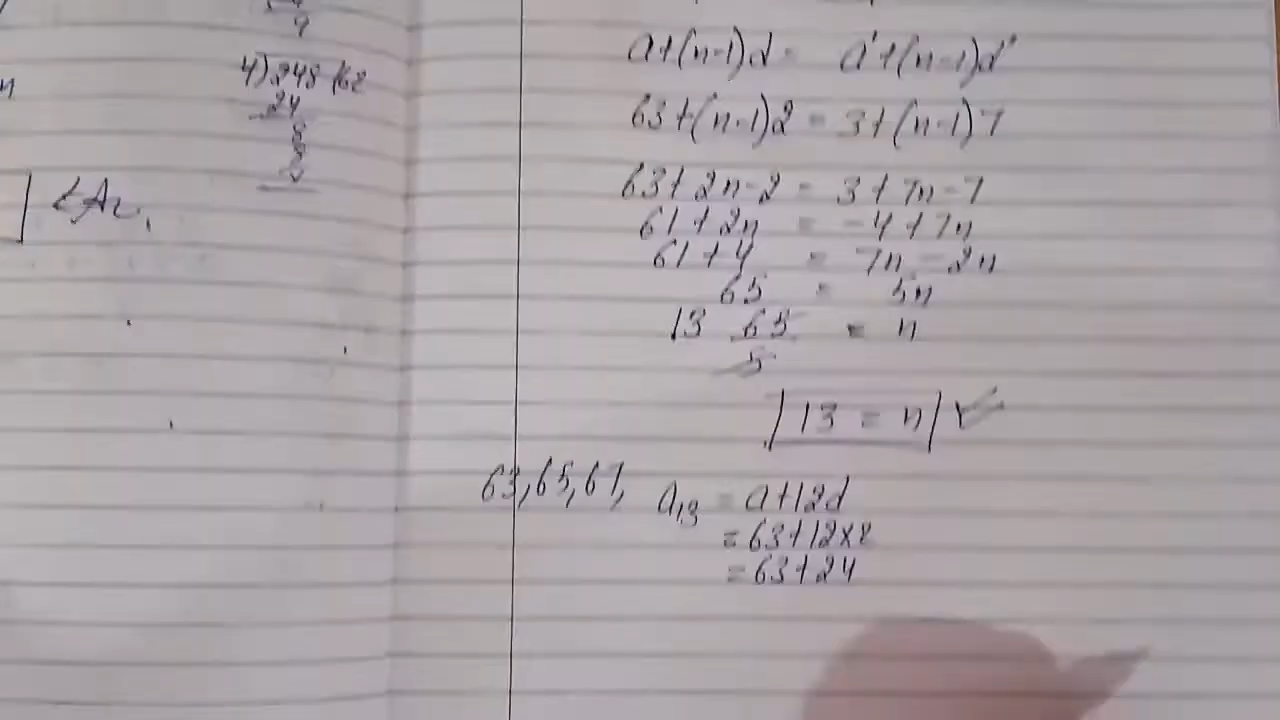 4)248(62
24
8
8
a+(n-1)d = a'+(n-1)d'
63+(n-1)2 = 3+(n-1)7
63+2n-2 = 3+7n-7
61+2n = -4+7n
61+4 = 7n-2n
65 = 5n
13 65/5 = n
13 = n
63, 65, 67, a13 = a+12d
= 63+12×2
= 63+24